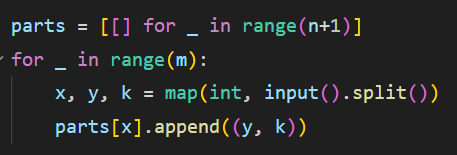 parts = [[] for _ in range(n+1)]
for _ in range(m):
    x, y, k = map(int, input().split())
    parts[x].append((y, k))